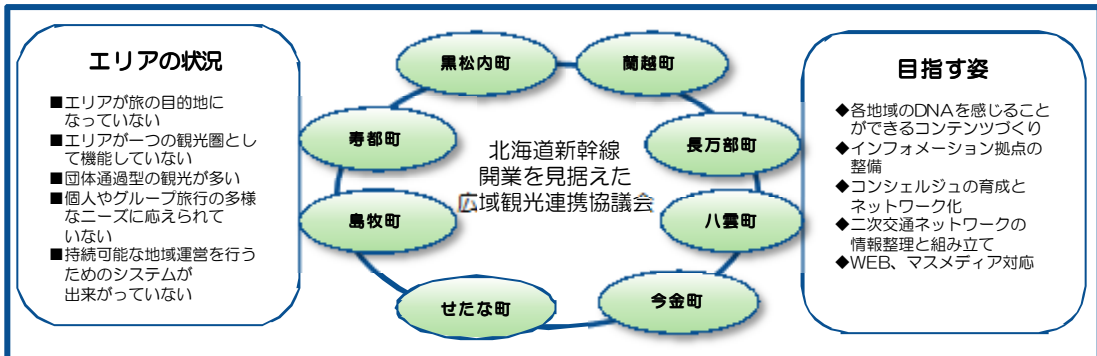 エリアの状況
■エリアが旅の目的地に
なっていない
■エリアが一つの観光圏とし
て機能していない
■団体通過型の観光が多い
■個人やグループ旅行の多様
なニーズに応えられて
いない
■持続可能な地域運営を行う
ためのシステムが
出来がっていない
黒松内町
蘭越町
寿都町
長万部町
北海道新幹線
開業を見据えた
広域観光連携協議会
島牧町
八雲町
せたな町
今金町
目指す姿
◆各地域のDNAを感じること
ができるコンテンツづくり
◆インフォメーション拠点の
整備
◆コンシェルジュの育成と
ネットワーク化
◆二次交通ネットワークの
情報整理と組み立て
◆WEB、マスメディア対応